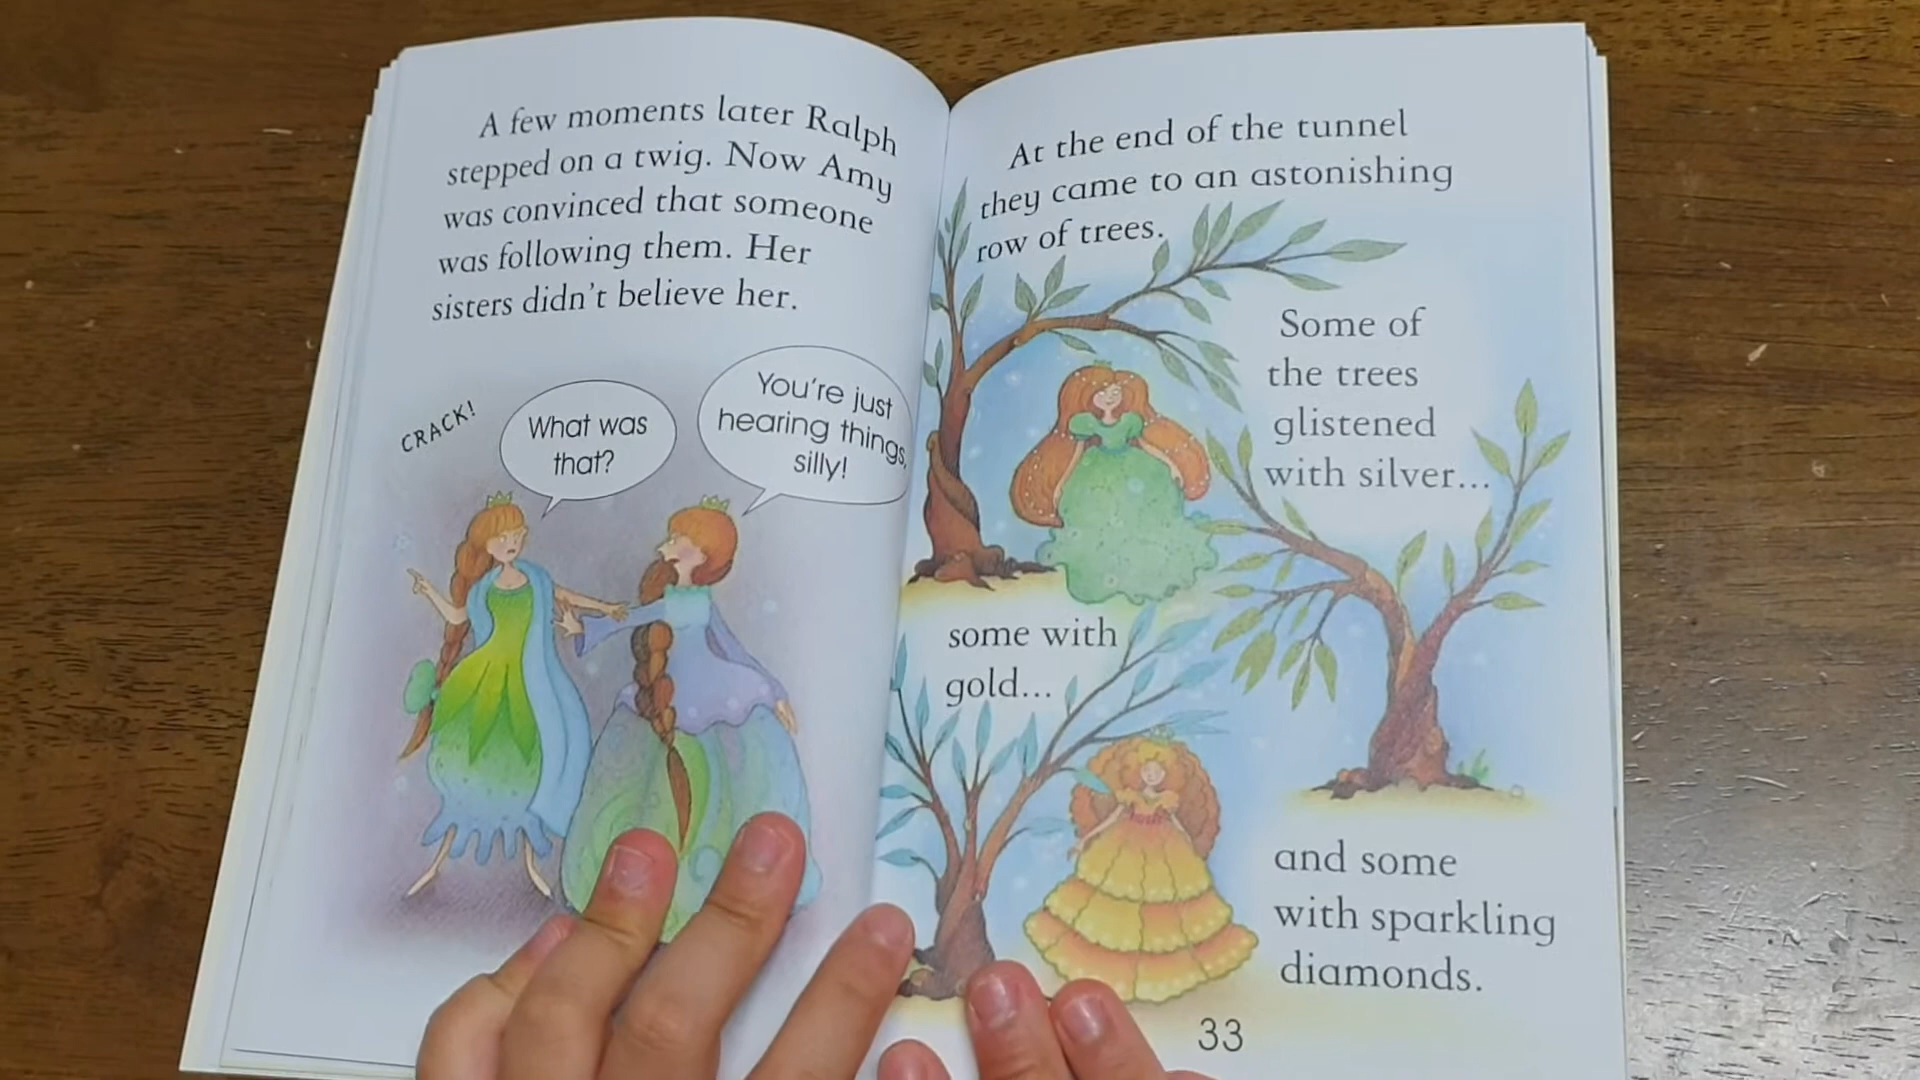 A few moments later Ralph
stepped on a twig. Now Amy
was convinced that someone
was following them. Her
sisters didn't believe her.
CRACK!
What was
that?
You're just
hearing things,
silly!
At the end of the tunnel
they came to an astonishing
row of trees.
Some of
the trees
glistened
with silver...
some with
gold...
and some
with sparkling
diamonds.
33